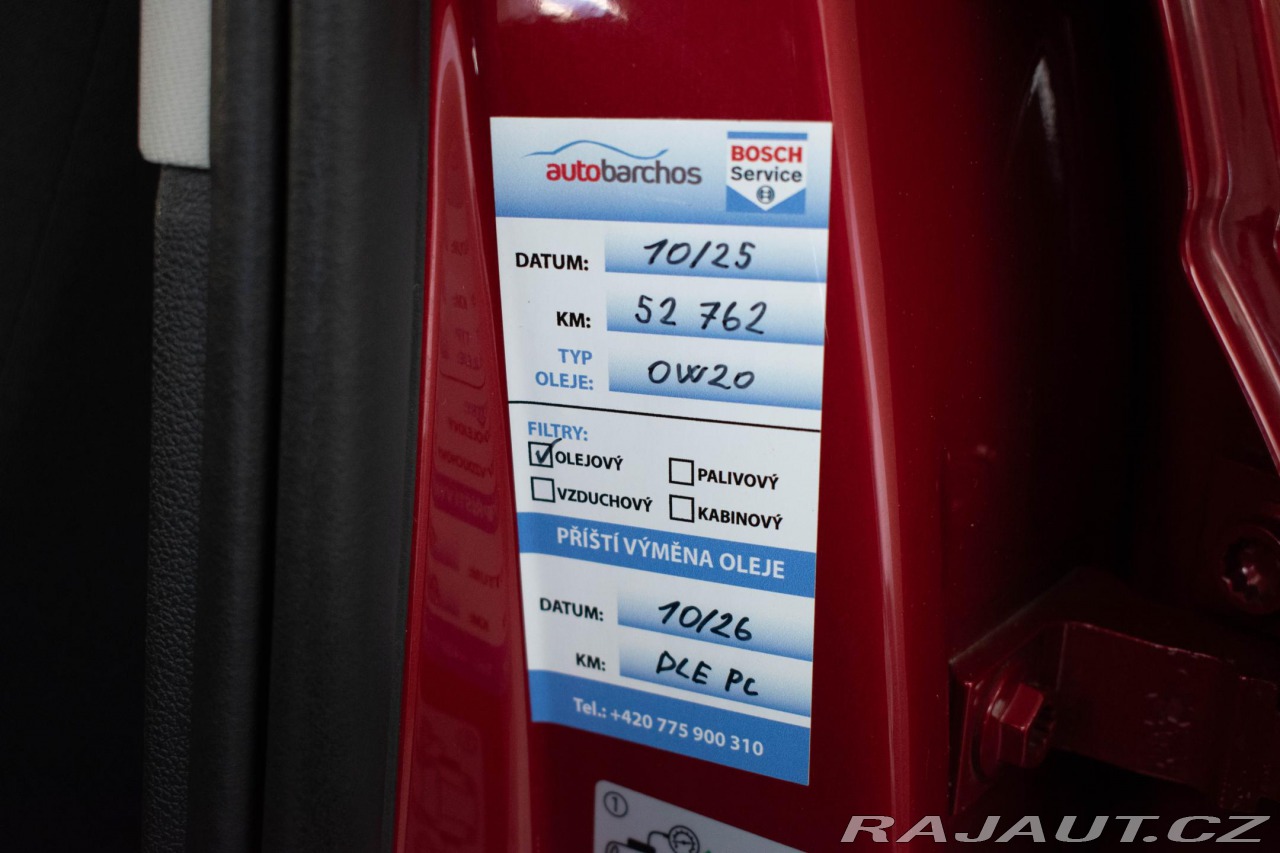 autobarchos
BOSCH
Service
DATUM: 10/25
KM: 52 762
TYP
OLEJE: 0W20
FILTRY:
OLEJOVÝ
PALIVOVÝ
VZDUCHOVÝ
KABINOVÝ
PŘÍŠTÍ VÝMĚNA OLEJE
DATUM: 10/26
KM: DLE PC
Tel.: +420 775 900 310
1
RAJAUT.CZ